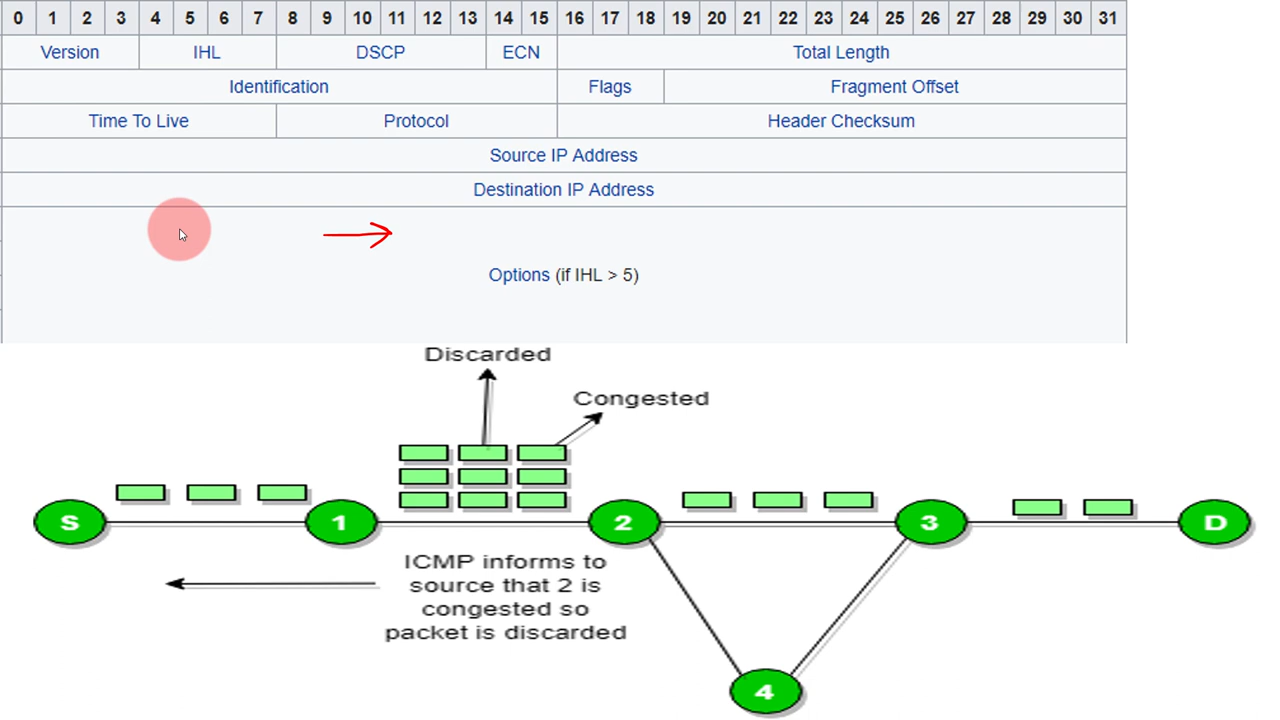 0 1 2 3 4 5 6 7 8 9 10 11 12 13 14 15 16 17 18 19 20 21 22 23 24 25 26 27 28 29 30 31
Version IHL DSCP ECN Total Length
Identification Flags Fragment Offset
Time To Live Protocol Header Checksum
Source IP Address
Destination IP Address
Options (if IHL > 5)
Discarded
Congested
S 1 2 3 D
ICMP informs to
source that 2 is
congested so
packet is discarded
4